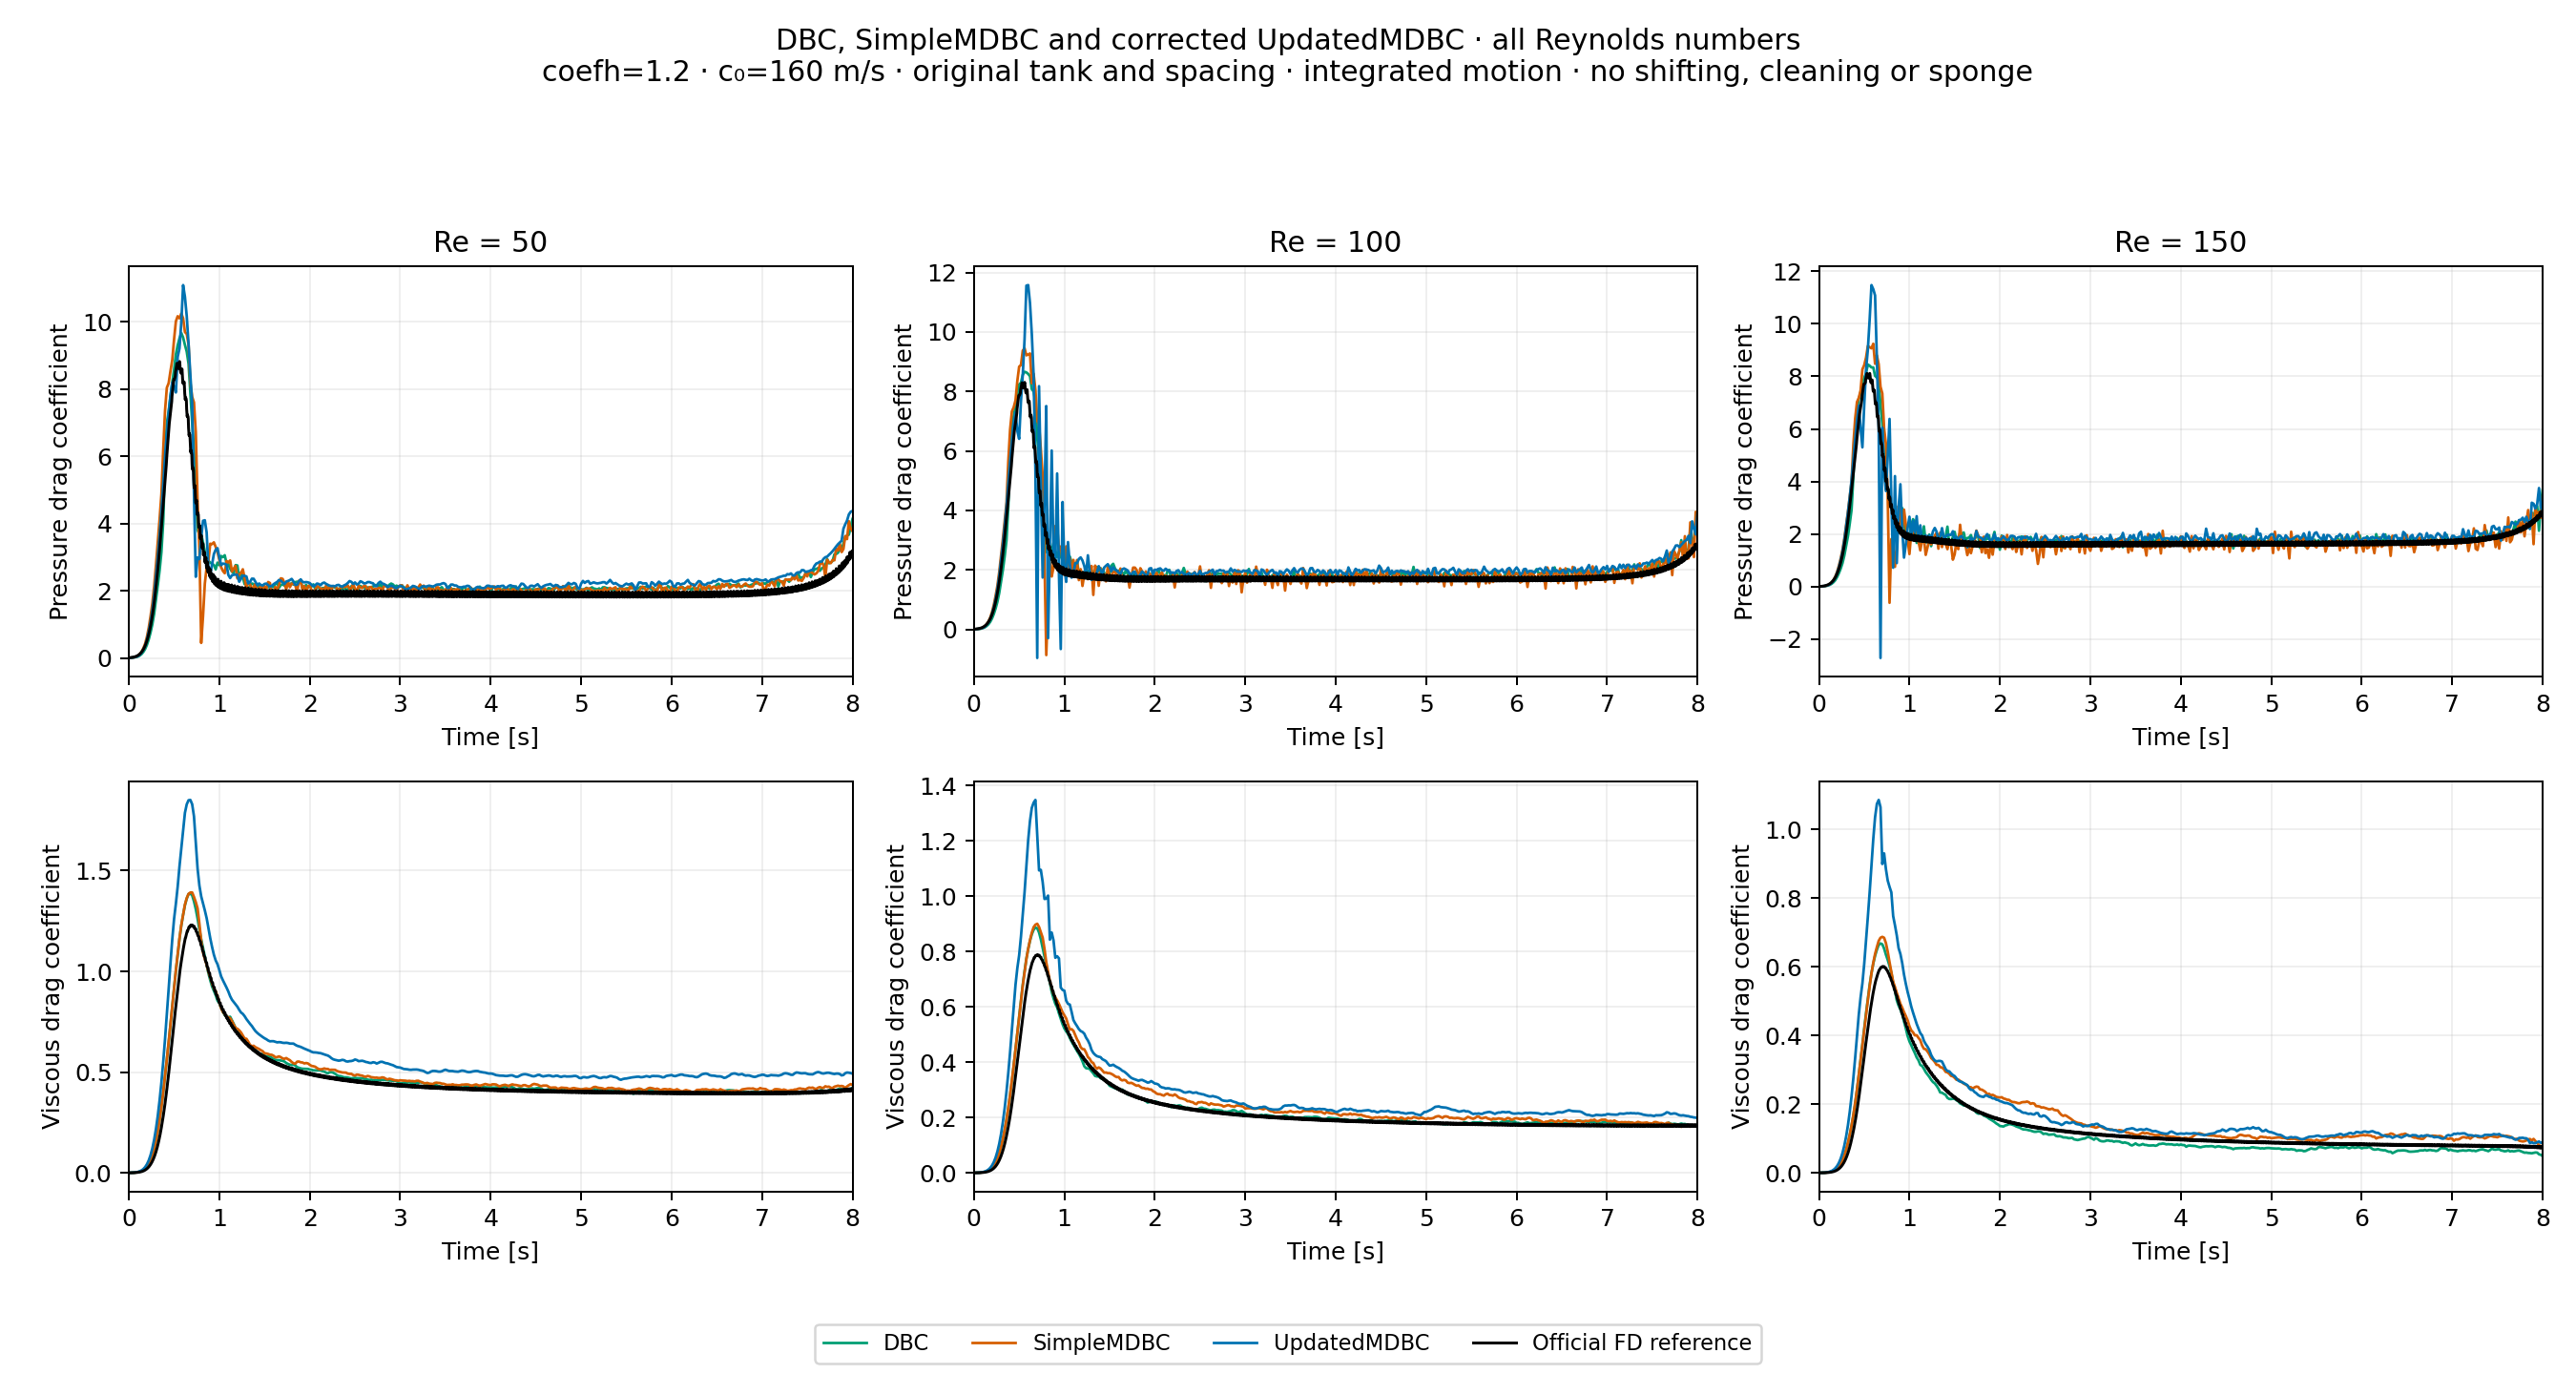 DBC, SimpleMDBC and corrected UpdatedMDBC · all Reynolds numbers
coefh=1.2 · c₀=160 m/s · original tank and spacing · integrated motion · no shifting, cleaning or sponge
Re = 50
Pressure drag coefficient
10
8
6
4
2
0
0 1 2 3 4 5 6 7 8
Time [s]
Re = 100
Pressure drag coefficient
12
10
8
6
4
2
0
0 1 2 3 4 5 6 7 8
Time [s]
Re = 150
Pressure drag coefficient
12
10
8
6
4
2
0
−2
0 1 2 3 4 5 6 7 8
Time [s]
Viscous drag coefficient
1.5
1.0
0.5
0.0
0 1 2 3 4 5 6 7 8
Time [s]
Viscous drag coefficient
1.4
1.2
1.0
0.8
0.6
0.4
0.2
0.0
0 1 2 3 4 5 6 7 8
Time [s]
Viscous drag coefficient
1.0
0.8
0.6
0.4
0.2
0.0
0 1 2 3 4 5 6 7 8
Time [s]
DBC SimpleMDBC UpdatedMDBC Official FD reference